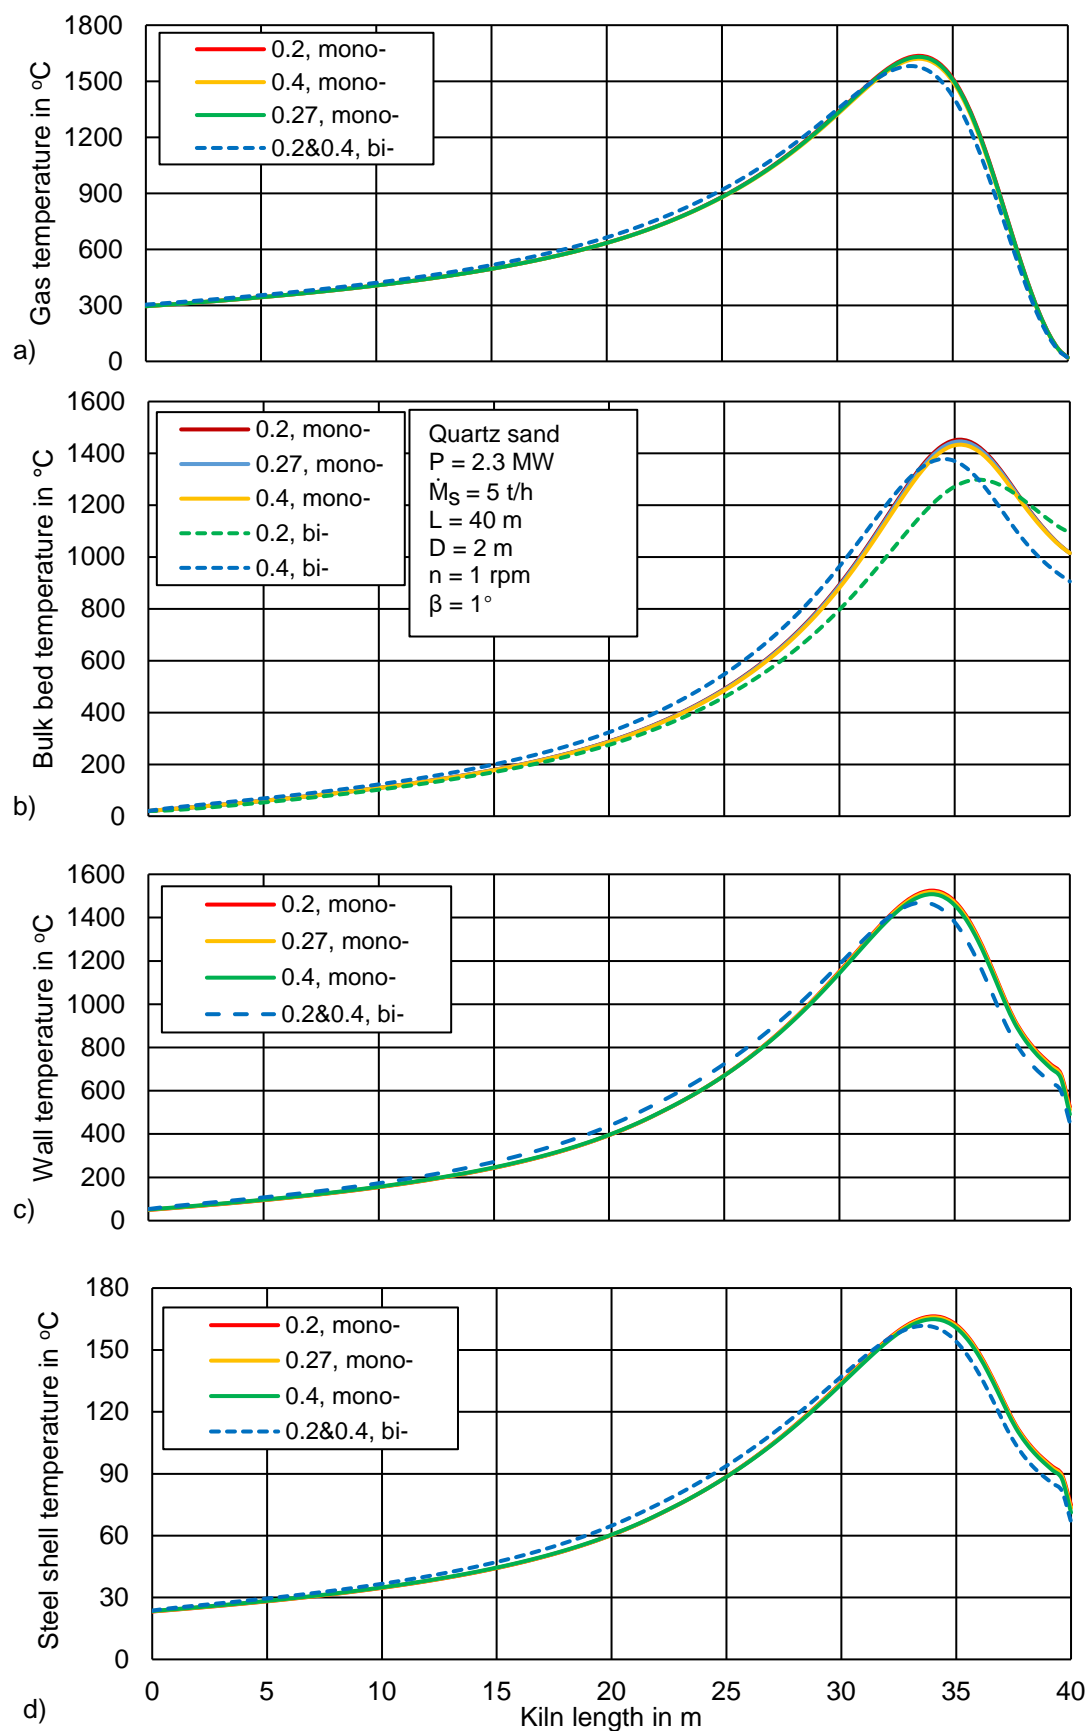 Gas temperature in ºC
1800
1500
1200
900
600
300
0
0.2, mono-
0.4, mono-
0.27, mono-
0.2&0.4, bi-
a)
Bulk bed temperature in °C
1600
1400
1200
1000
800
600
400
200
0
0.2, mono-
0.27, mono-
0.4, mono-
0.2, bi-
0.4, bi-
Quartz sand
P = 2.3 MW
Ṁs = 5 t/h
L = 40 m
D = 2 m
n = 1 rpm
β = 1°
b)
Wall temperature in ºC
1600
1400
1200
1000
800
600
400
200
0
0.2, mono-
0.27, mono-
0.4, mono-
0.2&0.4, bi-
c)
Steel shell temperature in ºC
180
150
120
90
60
30
0
0.2, mono-
0.27, mono-
0.4, mono-
0.2&0.4, bi-
d)
0 5 10 15 20 25 30 35 40
Kiln length in m